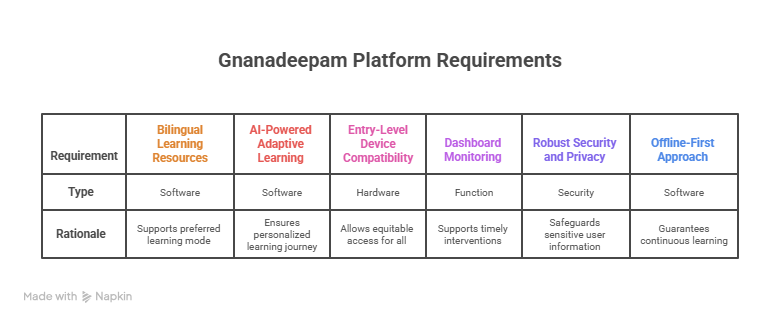 Gnanadeepam Platform Requirements
Requirement
Bilingual
Learning
Resources
AI-Powered
Adaptive
Learning
Entry-Level
Device
Compatibility
Dashboard
Monitoring
Robust Security
and Privacy
Offline-First
Approach
Type
Software
Software
Hardware
Function
Security
Software
Rationale
Supports preferred
learning mode
Ensures
personalized
learning journey
Allows equitable
access for all
Supports timely
interventions
Safeguards
sensitive user
information
Guarantees
continuous learning
Made with Napkin